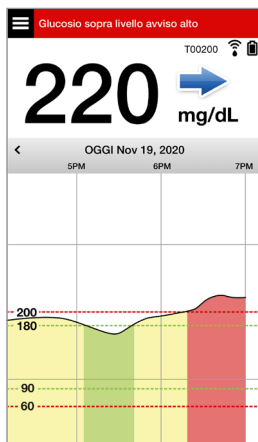 Glucosio sopra livello avviso alto
T00200
220
mg/dL
OGGI Nov 19, 2020
5PM 6PM 7PM
200
180
90
60